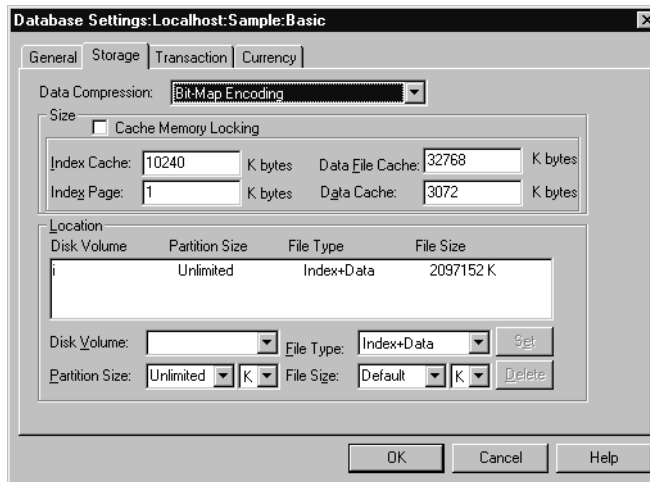 Database Settings:Localhost:Sample:Basic
General Storage Transaction Currency
Data Compression: Bit-Map Encoding
Size
Cache Memory Locking
Index Cache: 10240 K bytes Data File Cache: 32768 K bytes
Index Page: 1 K bytes Data Cache: 3072 K bytes
Location
Disk Volume Partition Size File Type File Size
i Unlimited Index+Data 2097152 K
Disk Volume: File Type: Index+Data Set
Partition Size: Unlimited K File Size: Default K Delete
OK Cancel Help